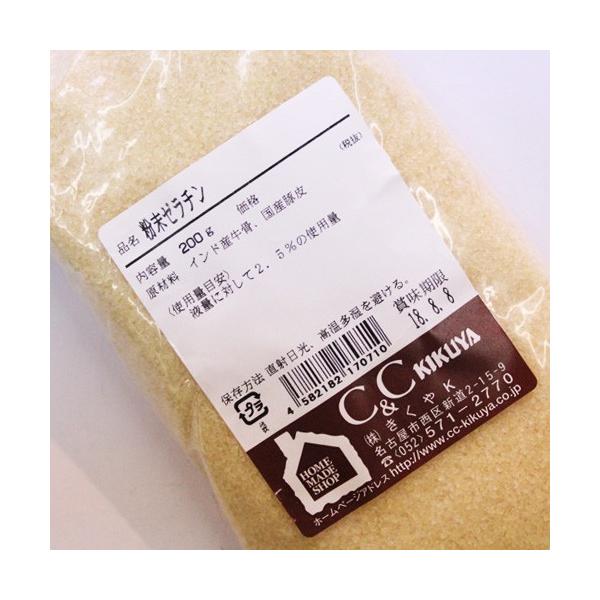 品名 粉末ゼラチン
内容量 200g 価格 (税抜)
原材料 インド産牛骨、国産豚皮
(使用量目安)
液量に対して2.5%の使用量
賞味期限
18.8.8
保存方法 直射日光、高温多湿を避ける。
プラ
4 582182 170710
C&C KIKUYA
HOME
MADE
SHOP
(株)きくやK
名古屋市西区新道2-15-9
☎(052)571-2770
ホームページアドレス http://www.cc-kikuya.co.jp